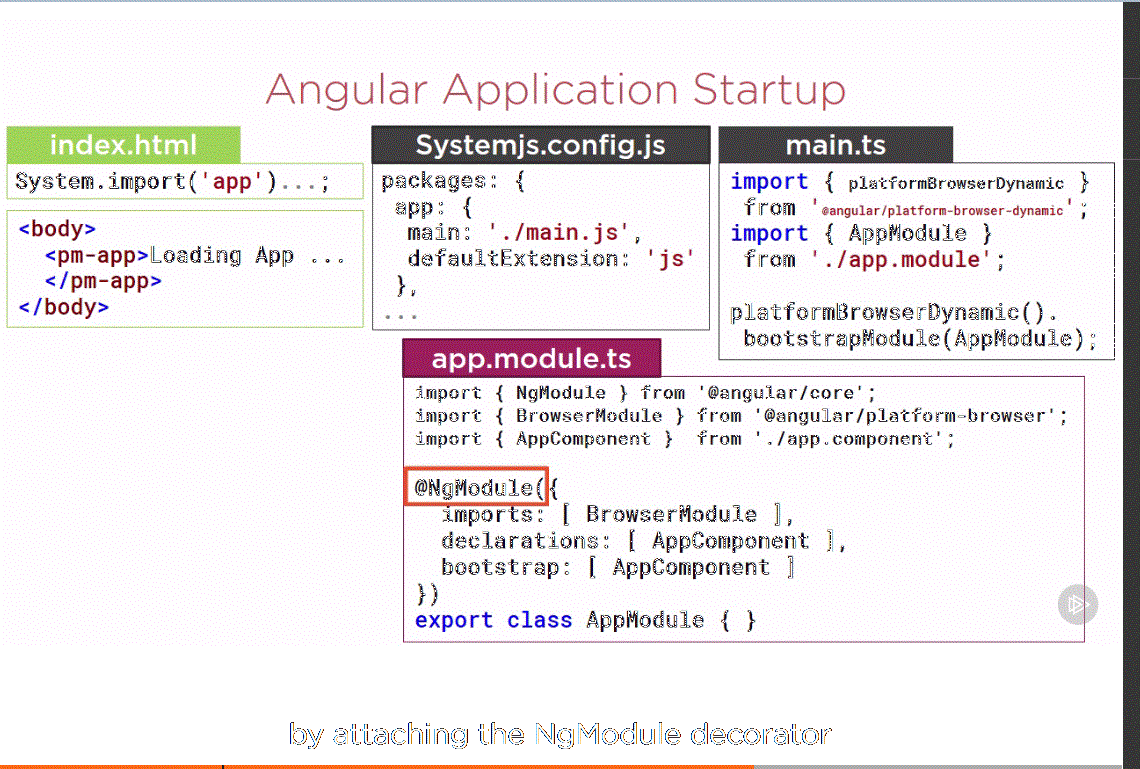 Angular Application Startup
index.html
System.import('app')...;
<body>
<pm-app>Loading App ...
</pm-app>
</body>
Systemjs.config.js
packages: {
app: {
main: './main.js',
defaultExtension: 'js'
},
...
main.ts
import { platformBrowserDynamic }
from '@angular/platform-browser-dynamic';
import { AppModule }
from './app.module';
platformBrowserDynamic().
bootstrapModule(AppModule);
app.module.ts
import { NgModule } from '@angular/core';
import { BrowserModule } from '@angular/platform-browser';
import { AppComponent }  from './app.component';
@NgModule({
imports: [ BrowserModule ],
declarations: [ AppComponent ],
bootstrap: [ AppComponent ]
})
export class AppModule { }
by attaching the NgModule decorator